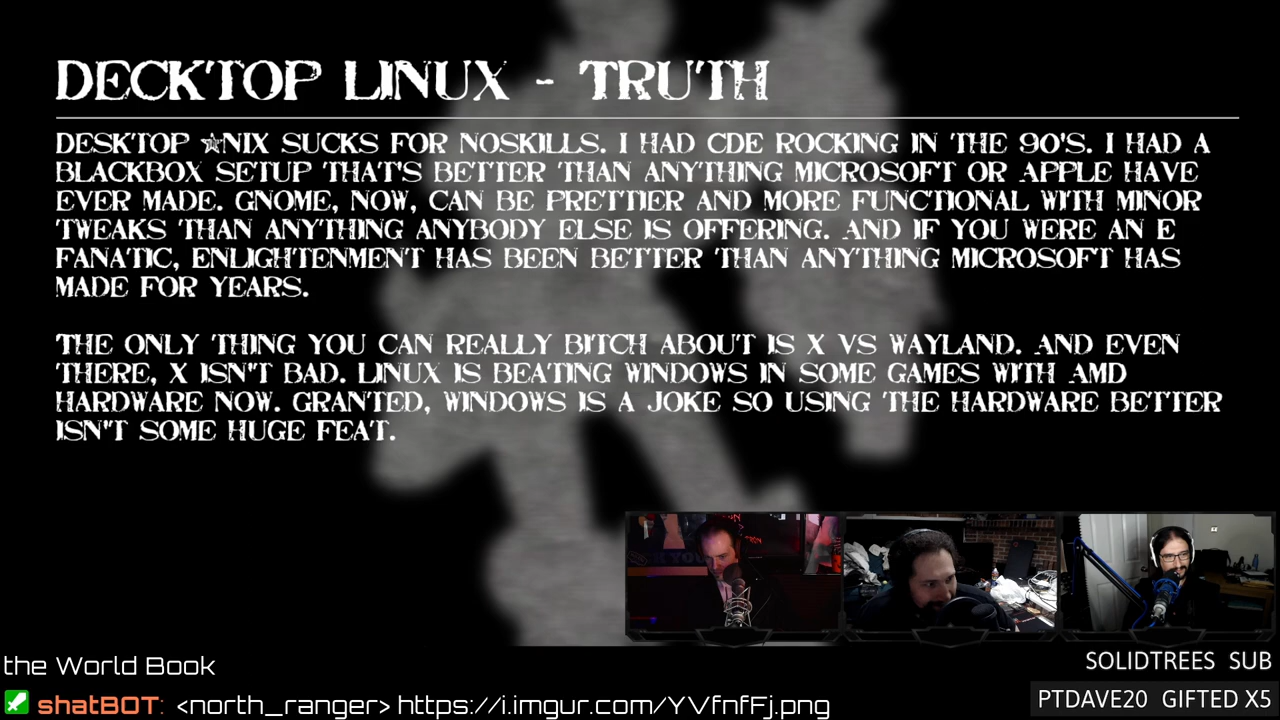 DECKTOP LINUX - TRUTH
DESKTOP *NIX SUCKS FOR NOSKILLS. I HAD CDE ROCKING IN THE 90'S. I HAD A
BLACKBOX SETUP THAT'S BETTER THAN ANYTHING MICROSOFT OR APPLE HAVE
EVER MADE. GNOME, NOW, CAN BE PRETTIER AND MORE FUNCTIONAL WITH MINOR
TWEAKS THAN ANYTHING ANYBODY ELSE IS OFFERING. AND IF YOU WERE AN E
FANATIC, ENLIGHTENMENT HAS BEEN BETTER THAN ANYTHING MICROSOFT HAS
MADE FOR YEARS.
THE ONLY THING YOU CAN REALLY BITCH ABOUT IS X VS WAYLAND. AND EVEN
THERE, X ISN'T BAD. LINUX IS BEATING WINDOWS IN SOME GAMES WITH AMD
HARDWARE NOW. GRANTED, WINDOWS IS A JOKE SO USING THE HARDWARE BETTER
ISN'T SOME HUGE FEAT.
the World Book
SOLIDTREES SUB
shatBOT: <north_ranger> https://i.imgur.com/YVfnfFj.png
PTDAVE20 GIFTED X5